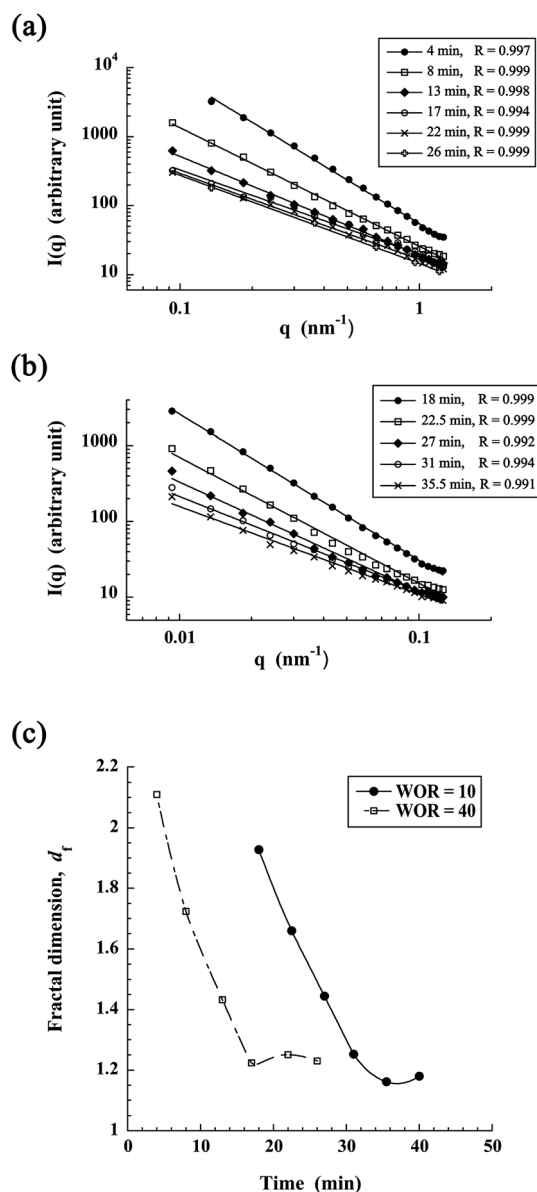 (a)
4 min, R = 0.997
8 min, R = 0.999
13 min, R = 0.998
17 min, R = 0.994
22 min, R = 0.999
26 min, R = 0.999
10⁴
1000
100
10
I(q) (arbitrary unit)
0.1 1
q (nm⁻¹)
(b)
18 min, R = 0.999
22.5 min, R = 0.999
27 min, R = 0.992
31 min, R = 0.994
35.5 min, R = 0.991
1000
100
10
I(q) (arbitrary unit)
0.01 0.1
q (nm⁻¹)
(c)
WOR = 10
WOR = 40
2.2
2
1.8
1.6
1.4
1.2
1
Fractal dimension, d_f
0 10 20 30 40 50
Time (min)